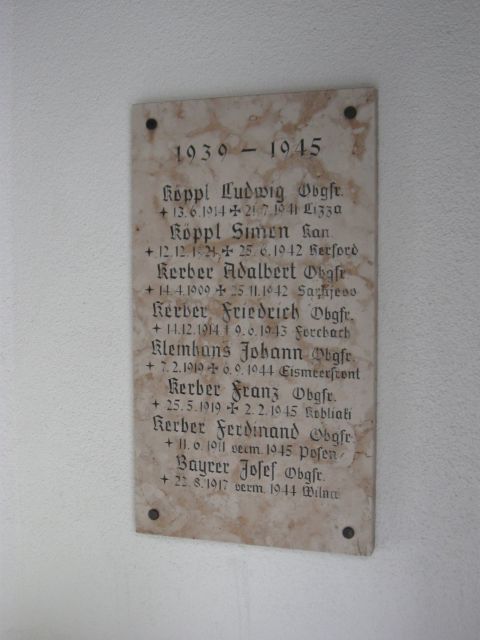 1939 – 1945
Köppl Ludwig Obgfr.
+ 13.6.1914 ✠ 21.7.1941 Lizza
Köppl Simon Kan.
+ 12.12. ✠ 25.6.1942 Kersord
Kerber Adalbert Obgfr.
+ 14.4.1909 ✠ 25.11.1942 Sarajevo
Kerber Friedrich Obgfr.
+ 14.12.1914 + 9.6.1943 Forchach
Klemhans Johann Obgfr.
+ 7.2.1919 ✠ 6.9.1944 Eismeerfront
Kerber Franz Obgfr.
+ 25.5.1919 ✠ 2.2.1945 Kobliaki
Kerber Ferdinand Obgfr.
+ 11.6.1911 verm. 1945 Posen
Bayrer Josef Obgfr.
+ 22.8.1917 verm. 1944 Wilna